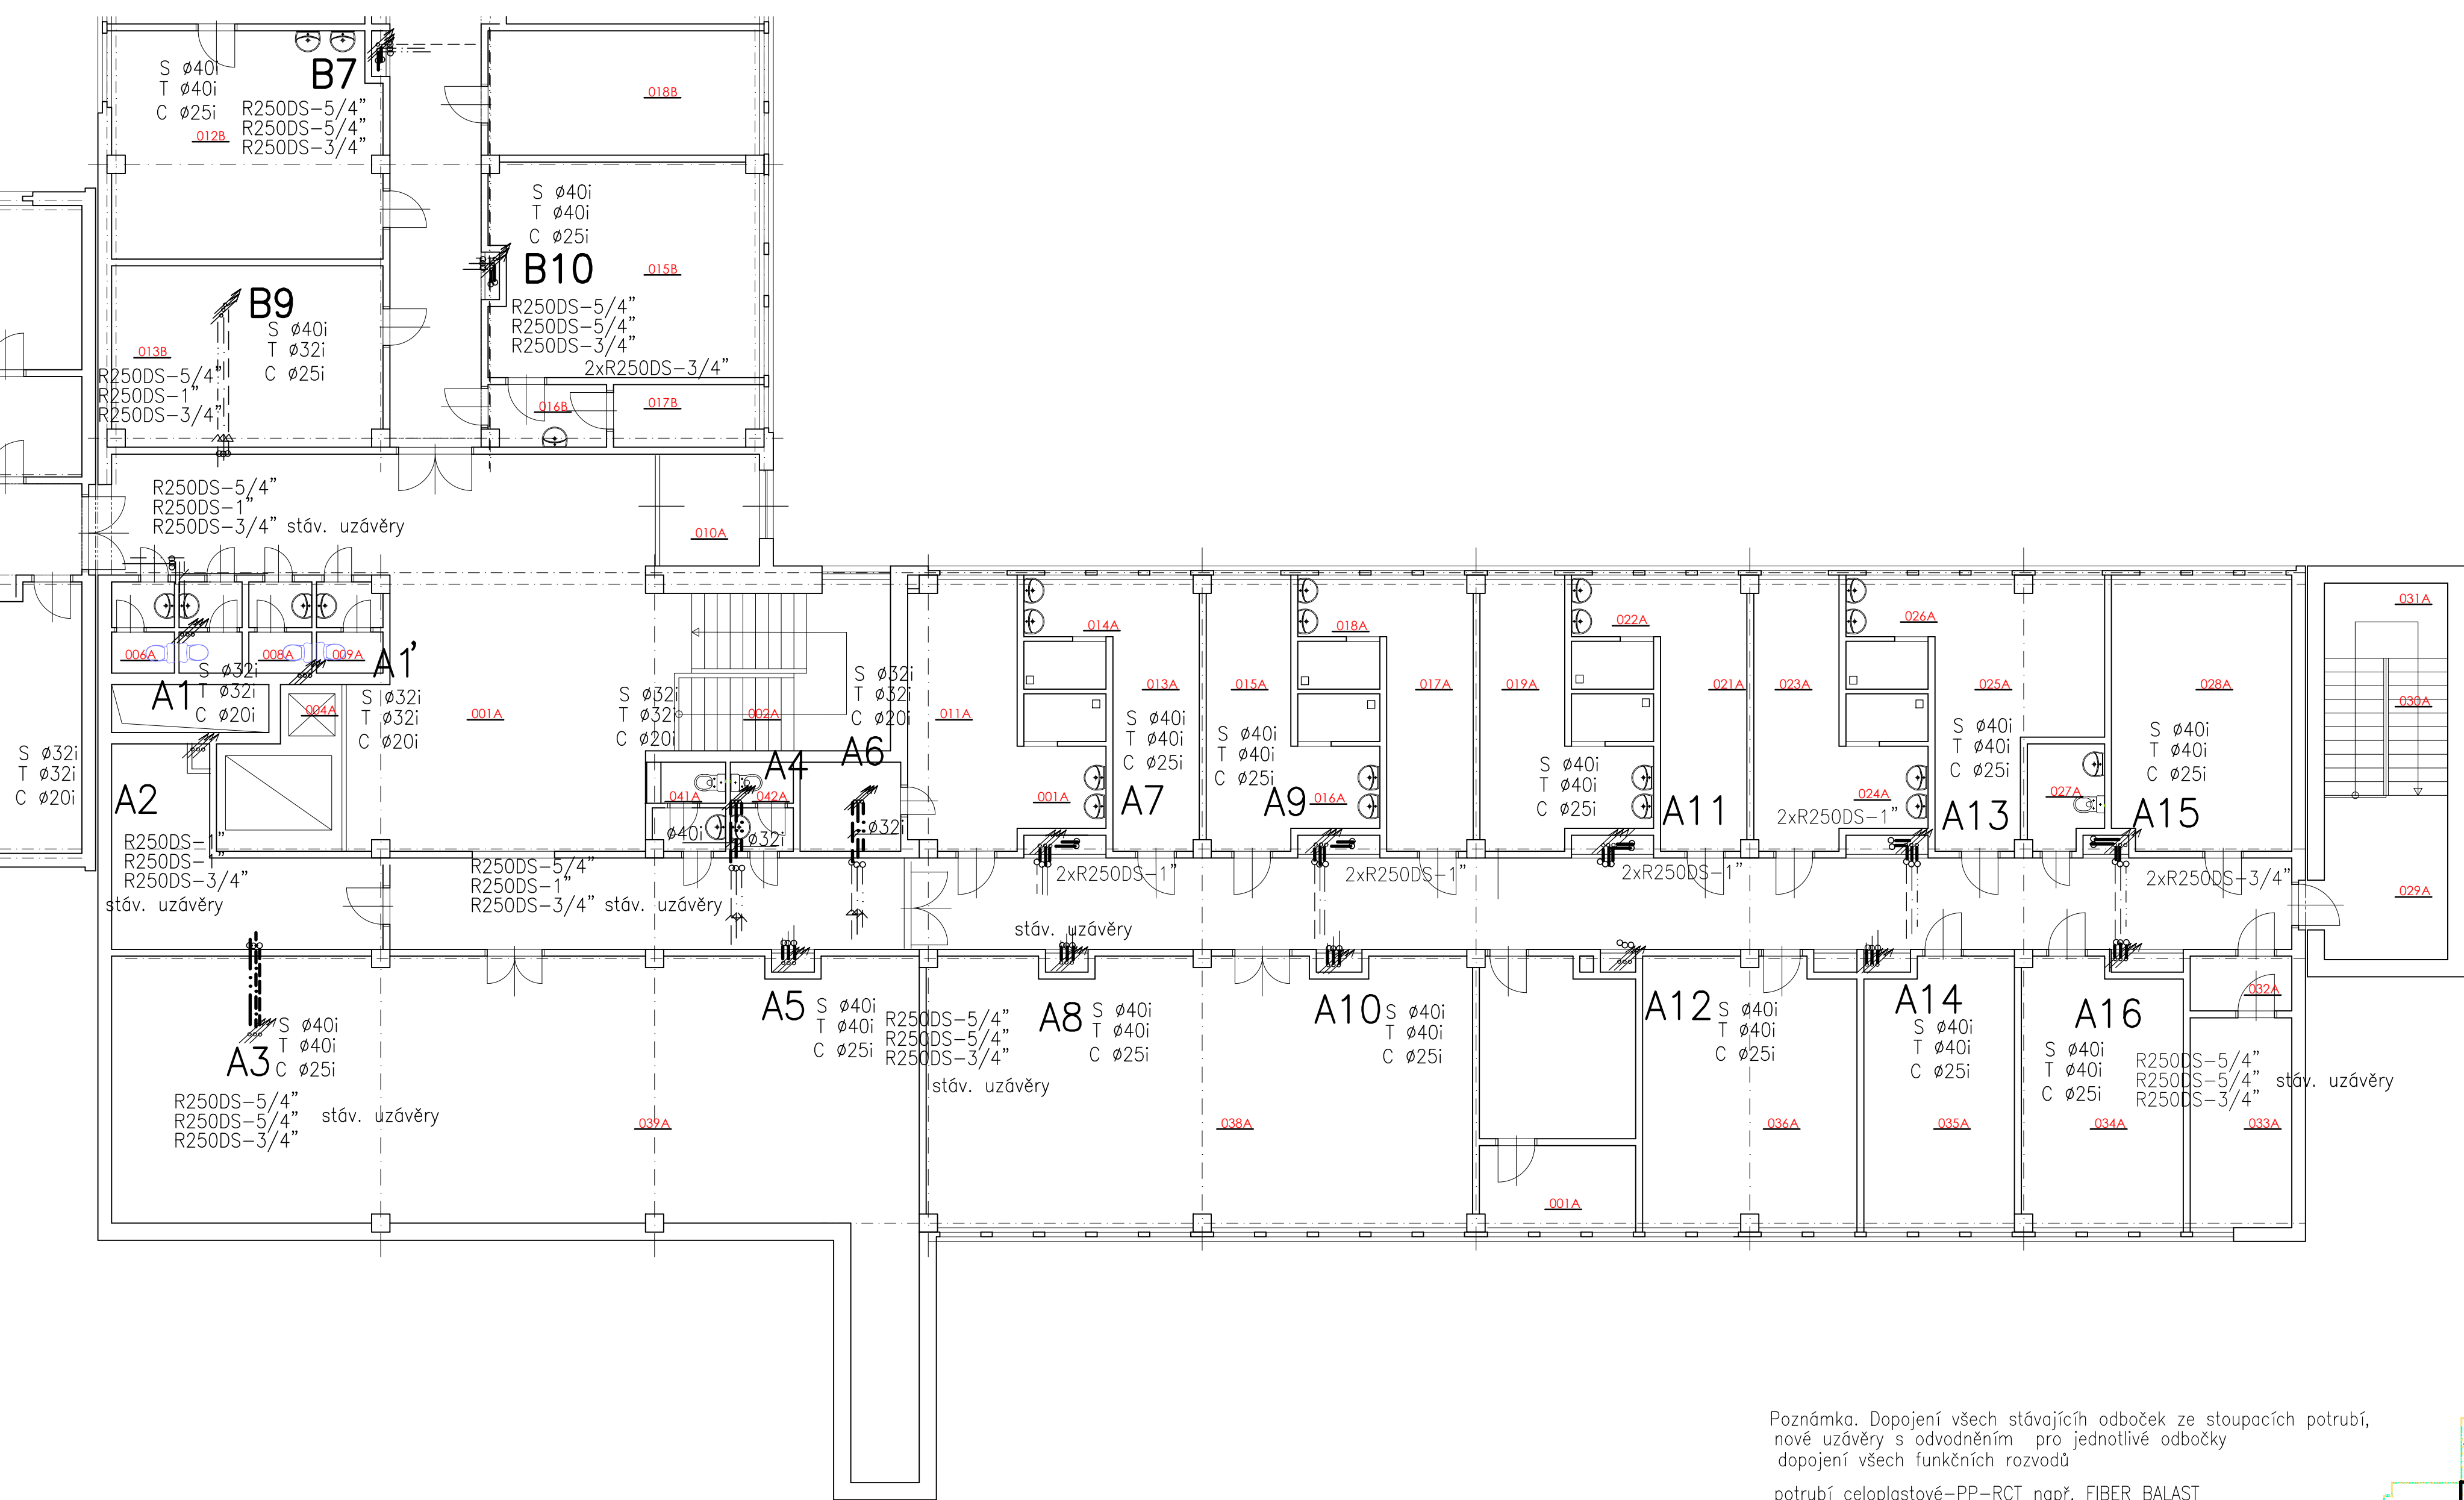 S ø40i
T ø40i
C ø25i
B7
R250DS-5/4"
R250DS-5/4"
R250DS-3/4"
012B
018B
S ø40i
T ø40i
C ø25i
B10
015B
R250DS-5/4"
R250DS-5/4"
R250DS-3/4"
2xR250DS-3/4"
B9
S ø40i
T ø32i
C ø25i
013B
R250DS-5/4"
R250DS-1"
R250DS-3/4"
016B
017B
R250DS-5/4"
R250DS-1"
R250DS-3/4" stáv. uzávěry
010A
006A
008A
009A
A1
S ø32i
T ø32i
C ø20i
A1'
S ø32i
T ø32i
C ø20i
004A
001A
S ø32i
T ø32i
C ø20i
002A
S ø32i
T ø32i
C ø20i
011A
A4
A6
041A
042A
ø40i
ø32i
ø32i
S ø32i
T ø32i
C ø20i
A2
R250DS-1"
R250DS-1"
R250DS-3/4"
stáv. uzávěry
R250DS-5/4"
R250DS-1"
R250DS-3/4" stáv. uzávěry
014A
013A
S ø40i
T ø40i
C ø25i
001A
A7
2xR250DS-1"
stáv. uzávěry
018A
015A
017A
S ø40i
T ø40i
C ø25i
A9
016A
2xR250DS-1"
022A
019A
021A
S ø40i
T ø40i
C ø25i
A11
2xR250DS-1"
026A
023A
025A
S ø40i
T ø40i
C ø25i
024A
2xR250DS-1"
A13
027A
028A
S ø40i
T ø40i
C ø25i
A15
2xR250DS-3/4"
031A
030A
029A
A3
S ø40i
T ø40i
C ø25i
R250DS-5/4"
R250DS-5/4"
R250DS-3/4"
stáv. uzávěry
039A
A5
S ø40i
T ø40i
C ø25i
R250DS-5/4"
R250DS-5/4"
R250DS-3/4"
stáv. uzávěry
A8
S ø40i
T ø40i
C ø25i
038A
A10
S ø40i
T ø40i
C ø25i
001A
A12
S ø40i
T ø40i
C ø25i
036A
A14
S ø40i
T ø40i
C ø25i
035A
A16
S ø40i
T ø40i
C ø25i
R250DS-5/4"
R250DS-5/4"
R250DS-3/4"
stáv. uzávěry
034A
032A
033A
Poznámka. Dopojení všech stávajícíh odboček ze stoupacích potrubí,
nové uzávěry s odvodněním pro jednotlivé odbočky
dopojení všech funkčních rozvodů
potrubí celoplastové-PP-RCT např. FIBER BALAST